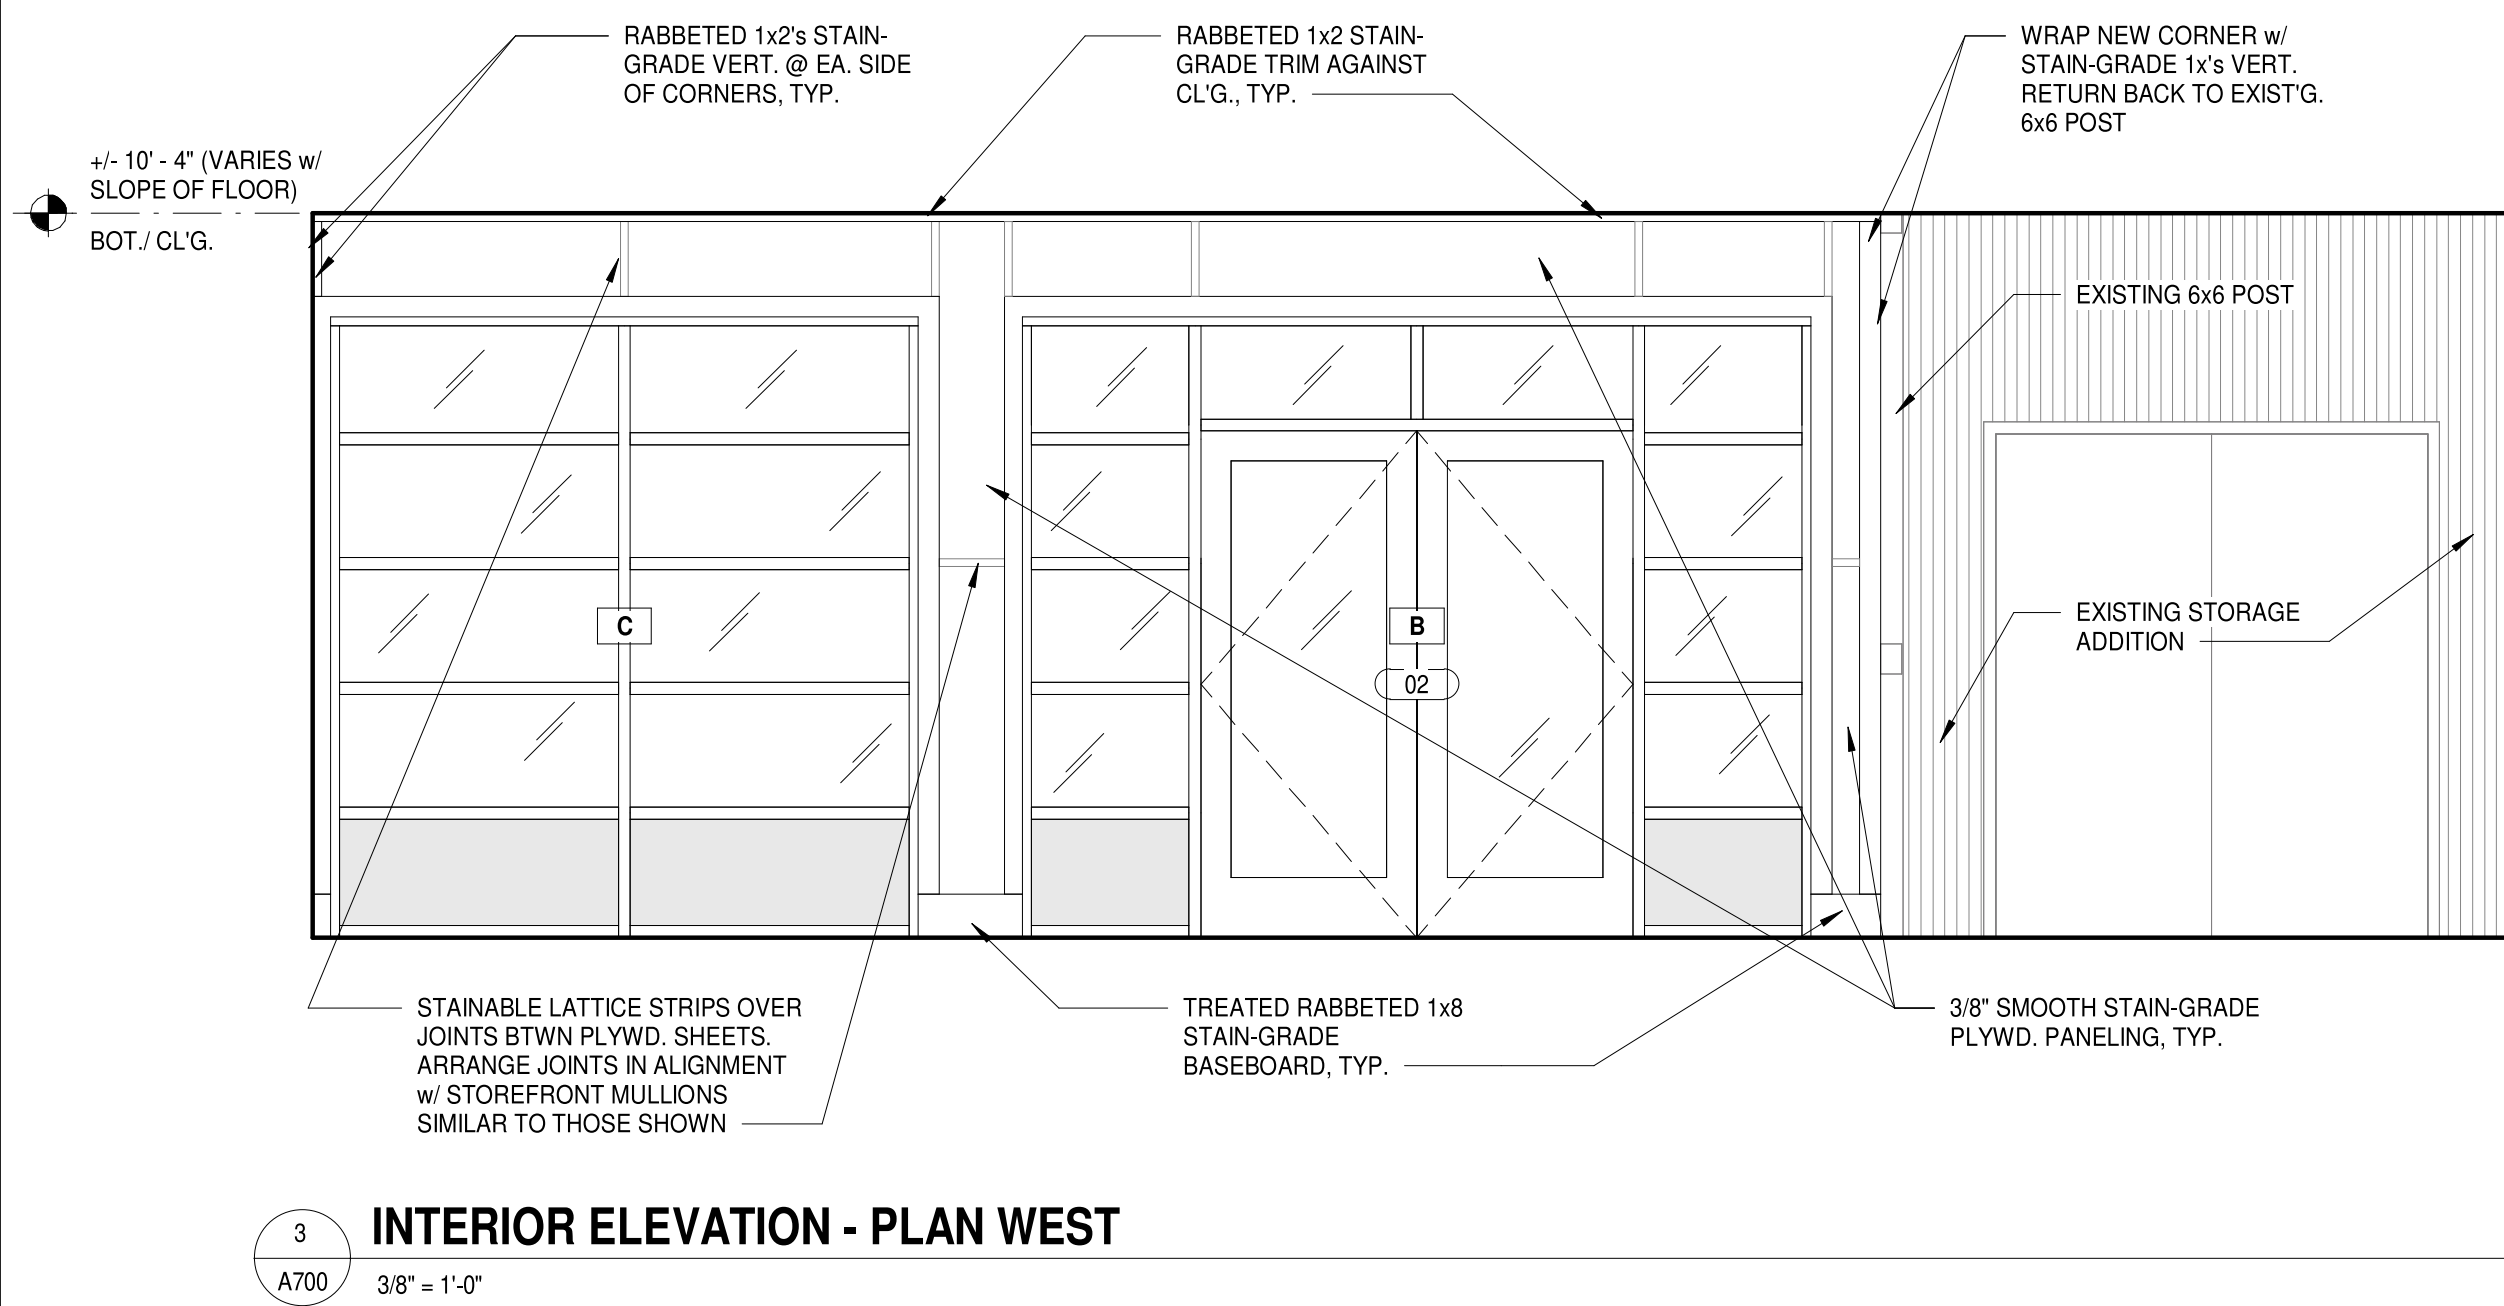 RABBETED 1x2's STAIN-
GRADE VERT. @ EA. SIDE
OF CORNERS, TYP.
RABBETED 1x2 STAIN-
GRADE TRIM AGAINST
CL'G., TYP.
WRAP NEW CORNER w/
STAIN-GRADE 1x's VERT.
RETURN BACK TO EXIST'G.
6x6 POST
+/- 10' - 4" (VARIES w/
SLOPE OF FLOOR)
BOT./ CL'G.
EXISTING 6x6 POST
EXISTING STORAGE
ADDITION
C
B
02
STAINABLE LATTICE STRIPS OVER
JOINTS BTWN PLYWD. SHEETS.
ARRANGE JOINTS IN ALIGNMENT
w/ STOREFRONT MULLIONS
SIMILAR TO THOSE SHOWN
TREATED RABBETED 1x8
STAIN-GRADE
BASEBOARD, TYP.
3/8" SMOOTH STAIN-GRADE
PLYWD. PANELING, TYP.
3
A700
INTERIOR ELEVATION - PLAN WEST
3/8" = 1'-0"